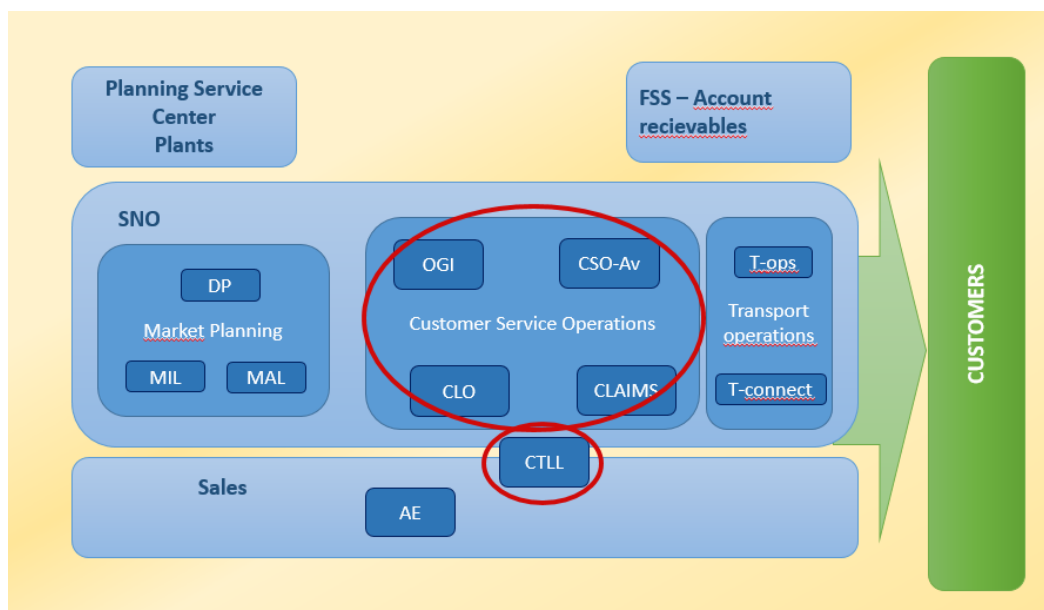 Planning Service
Center
Plants
FSS – Account
recievables
SNO
DP
Market Planning
MIL
MAL
OGI
CSO-Av
Customer Service Operations
CLO
CLAIMS
T-ops
Transport
operations
T-connect
CTLL
Sales
AE
CUSTOMERS